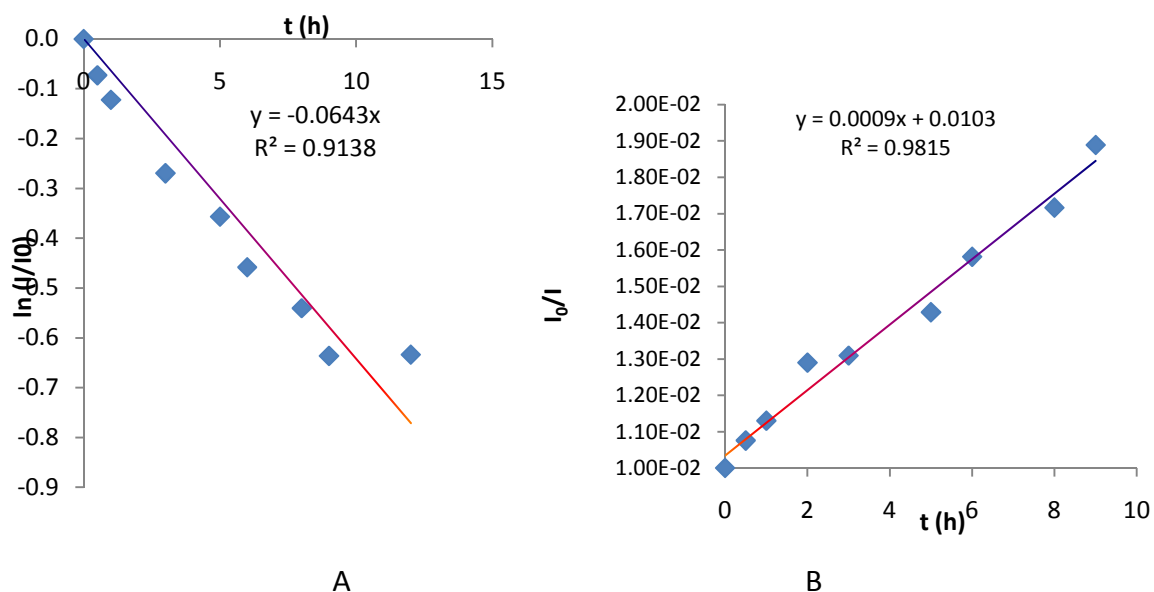 t (h)
0.0
-0.1
-0.2
-0.3
-0.4
-0.5
-0.6
-0.7
-0.8
-0.9
0 5 10 15
y = -0.0643x
R² = 0.9138
ln (I/I0)
A
2.00E-02
1.90E-02
1.80E-02
1.70E-02
1.60E-02
1.50E-02
1.40E-02
1.30E-02
1.20E-02
1.10E-02
1.00E-02
y = 0.0009x + 0.0103
R² = 0.9815
I₀/I
0 2 4 6 8 10
t (h)
B